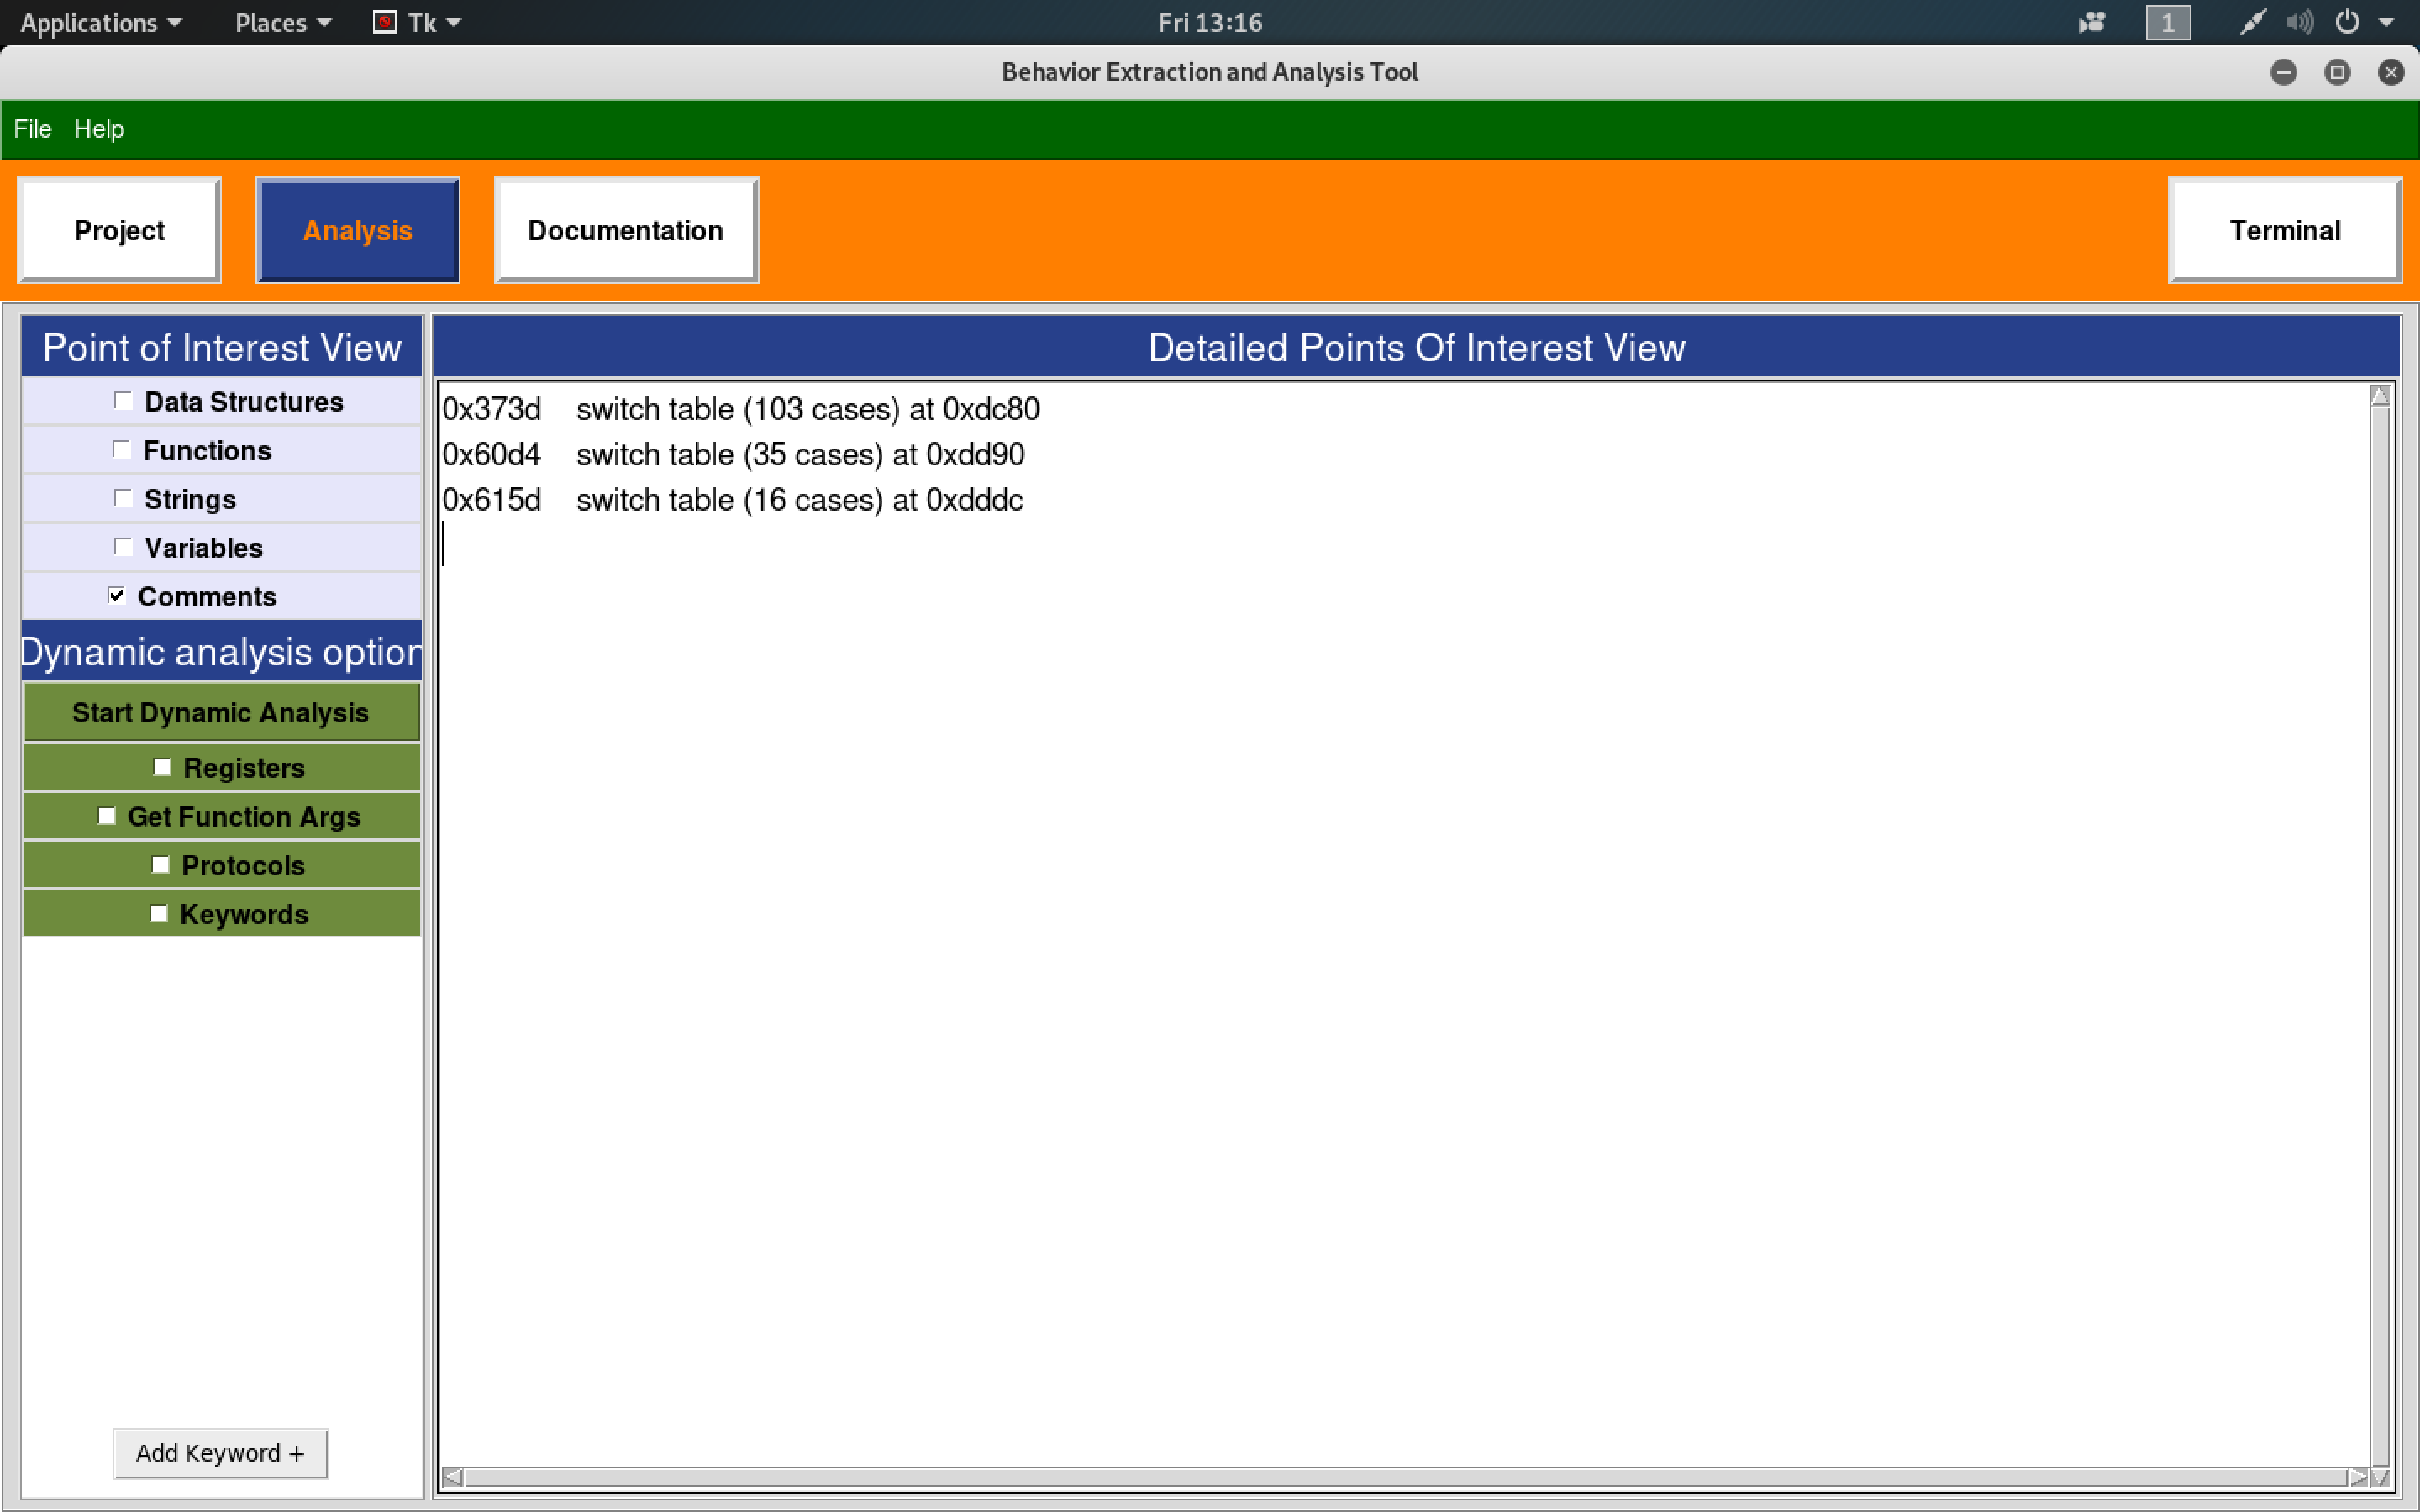 Applications Places Tk Fri 13:16 1
Behavior Extraction and Analysis Tool
File Help
Project Analysis Documentation Terminal
Point of Interest View
Data Structures
Functions
Strings
Variables
Comments
Dynamic analysis option
Start Dynamic Analysis
Registers
Get Function Args
Protocols
Keywords
Add Keyword +
Detailed Points Of Interest View
0x373d switch table (103 cases) at 0xdc80
0x60d4 switch table (35 cases) at 0xdd90
0x615d switch table (16 cases) at 0xdddc